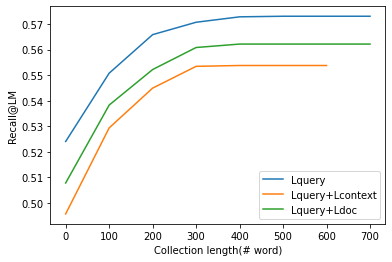 0.57
0.56
0.55
0.54
0.53
0.52
0.51
0.50
Recall@LM
0 100 200 300 400 500 600 700
Collection length(# word)
Lquery
Lquery+Lcontext
Lquery+Ldoc